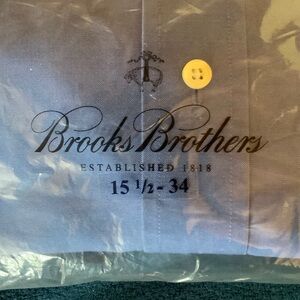 Brooks Brothers
ESTABLISHED 1818
15 1/2 - 34